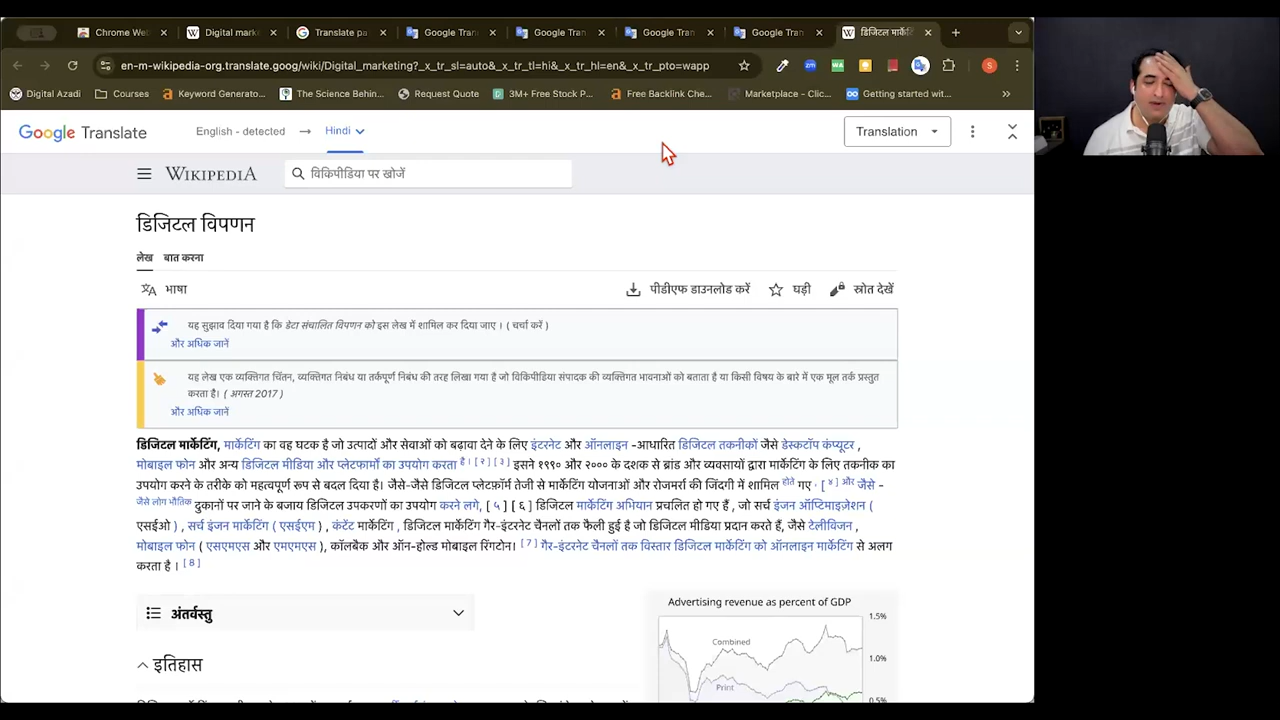 Chrome We
Digital mark
Translate pa
Google Tran
Google Tran
Google Tran
Google Tran
डिजिटल मार्केटिं
en-m-wikipedia-org.translate.goog/wiki/Digital_marketing?_x_tr_sl=auto&_x_tr_tl=hi&_x_tr_hl=en&_x_tr_pto=wapp
S
Digital Azadi
Courses
Keyword Generato...
The Science Behin...
Request Quote
3M+ Free Stock P...
Free Backlink Che...
Marketplace - Clic...
Getting started wit...
Google Translate
English - detected → Hindi
Translation
WIKIPEDIA
विकिपीडिया पर खोजें
डिजिटल विपणन
लेख बात करना
भाषा
पीडीएफ डाउनलोड करें
घड़ी
स्रोत देखें
यह सुझाव दिया गया है कि डेटा संचालित विपणन को इस लेख में शामिल कर दिया जाए । ( चर्चा करें )
और अधिक जानें
यह लेख एक व्यक्तिगत चिंतन, व्यक्तिगत निबंध या तर्कपूर्ण निबंध की तरह लिखा गया है जो विकिपीडिया संपादक की व्यक्तिगत भावनाओं को बताता है या किसी विषय के बारे में एक मूल तर्क प्रस्तुत
करता है। ( अगस्त 2017 )
और अधिक जानें
डिजिटल मार्केटिंग, मार्केटिंग का वह घटक है जो उत्पादों और सेवाओं को बढ़ावा देने के लिए इंटरनेट और ऑनलाइन -आधारित डिजिटल तकनीकों जैसे डेस्कटॉप कंप्यूटर ,
मोबाइल फोन और अन्य डिजिटल मीडिया और प्लेटफार्मों का उपयोग करता है । [ २ ] [ ३ ] इसने १९९० और २००० के दशक से ब्रांड और व्यवसायों द्वारा मार्केटिंग के लिए तकनीक का
उपयोग करने के तरीके को महत्वपूर्ण रूप से बदल दिया है। जैसे-जैसे डिजिटल प्लेटफ़ॉर्म तेजी से मार्केटिंग योजनाओं और रोजमर्रा की जिंदगी में शामिल होते गए , [ ४ ] और जैसे -
जैसे लोग भौतिक दुकानों पर जाने के बजाय डिजिटल उपकरणों का उपयोग करने लगे, [ ५ ] [ ६ ] डिजिटल मार्केटिंग अभियान प्रचलित हो गए हैं , जो सर्च इंजन ऑप्टिमाइज़ेशन (
एसईओ ) , सर्च इंजन मार्केटिंग ( एसईएम ) , कंटेंट मार्केटिंग , डिजिटल मार्केटिंग गैर-इंटरनेट चैनलों तक फैली हुई है जो डिजिटल मीडिया प्रदान करते हैं, जैसे टेलीविजन ,
मोबाइल फोन ( एसएमएस और एमएमएस ), कॉलबैक और ऑन-होल्ड मोबाइल रिंगटोन। [ 7 ] गैर-इंटरनेट चैनलों तक विस्तार डिजिटल मार्केटिंग को ऑनलाइन मार्केटिंग से अलग
करता है । [ 8 ]
अंतर्वस्तु
Advertising revenue as percent of GDP
1.5%
Combined
1.0%
Print
0.5%
इतिहास